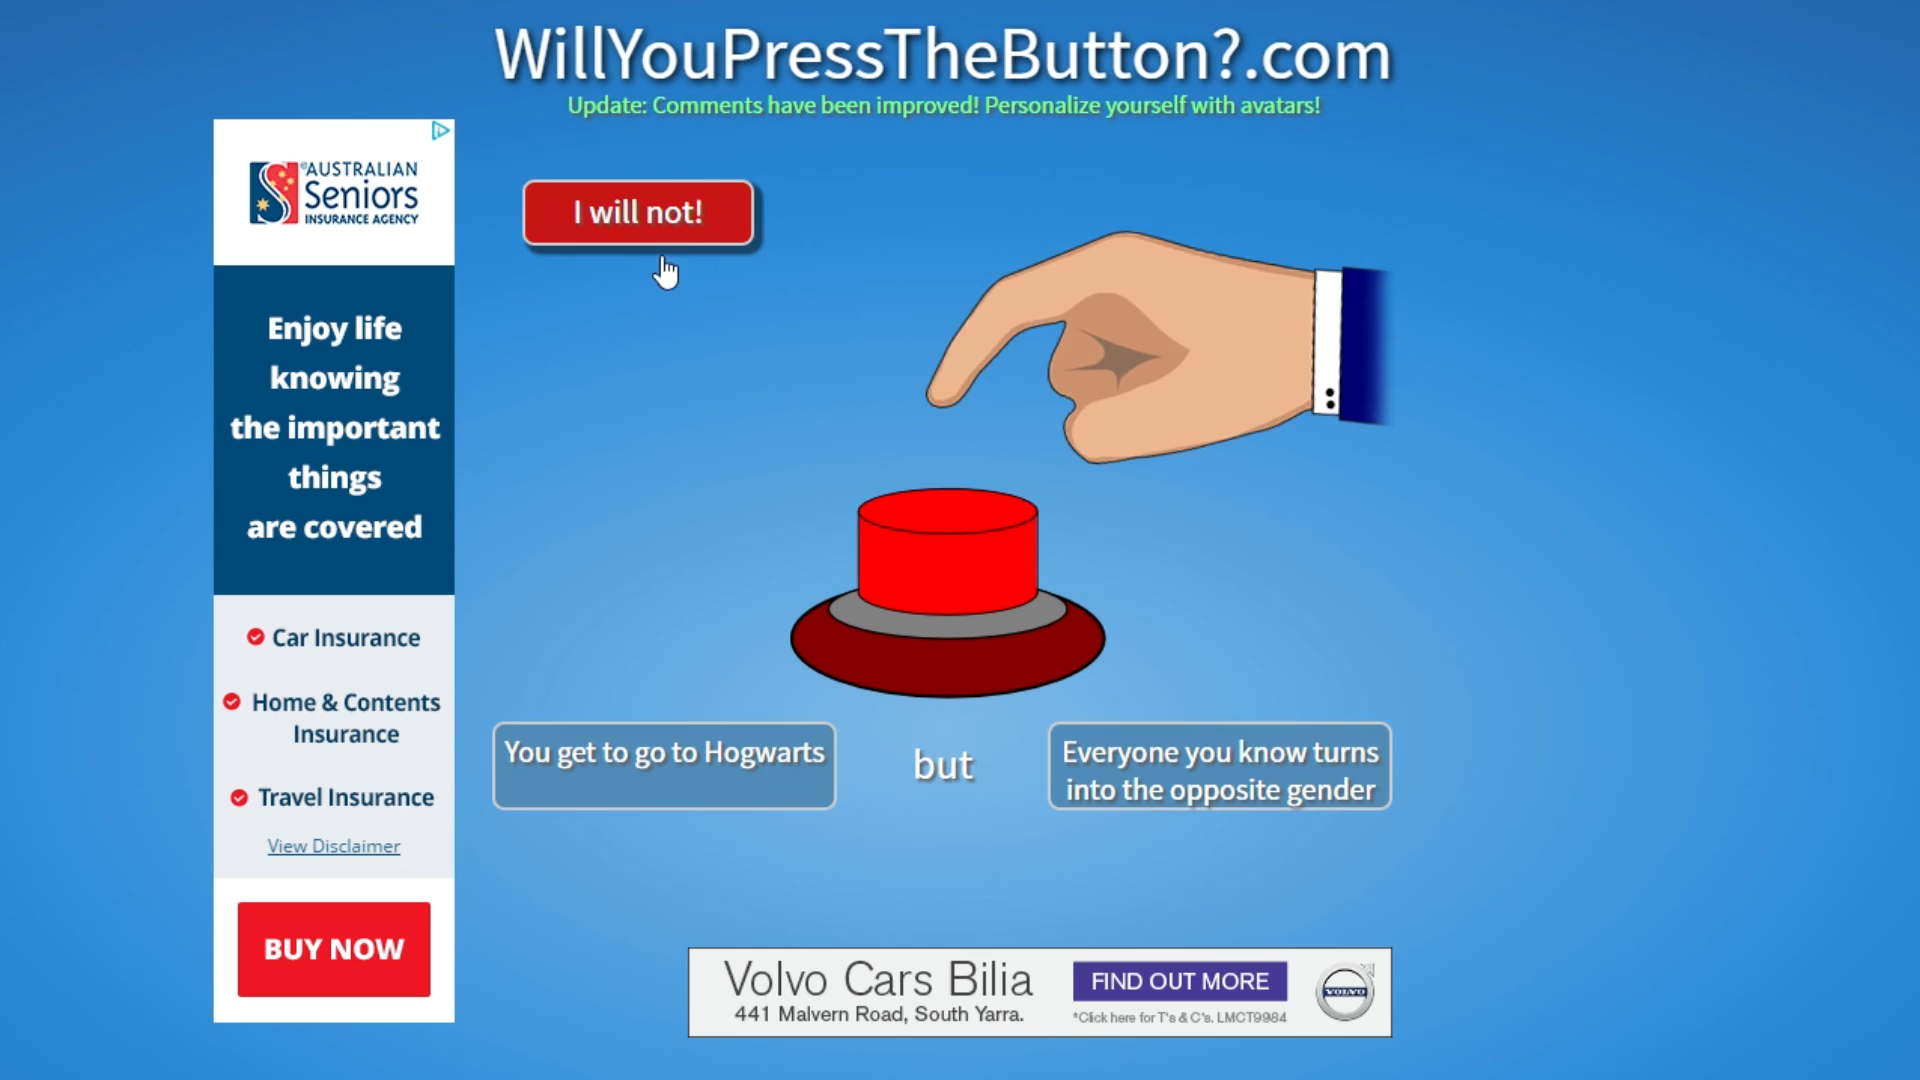 WillYouPressTheButton?.com
Update: Comments have been improved! Personalize yourself with avatars!
AUSTRALIAN
Seniors
INSURANCE AGENCY
Enjoy life
knowing
the important
things
are covered
Car Insurance
Home & Contents
Insurance
Travel Insurance
View Disclaimer
BUY NOW
I will not!
You get to go to Hogwarts
but
Everyone you know turns
into the opposite gender
Volvo Cars Bilia
441 Malvern Road, South Yarra.
FIND OUT MORE
*Click here for T's & C's. LMCT9984
VOLVO